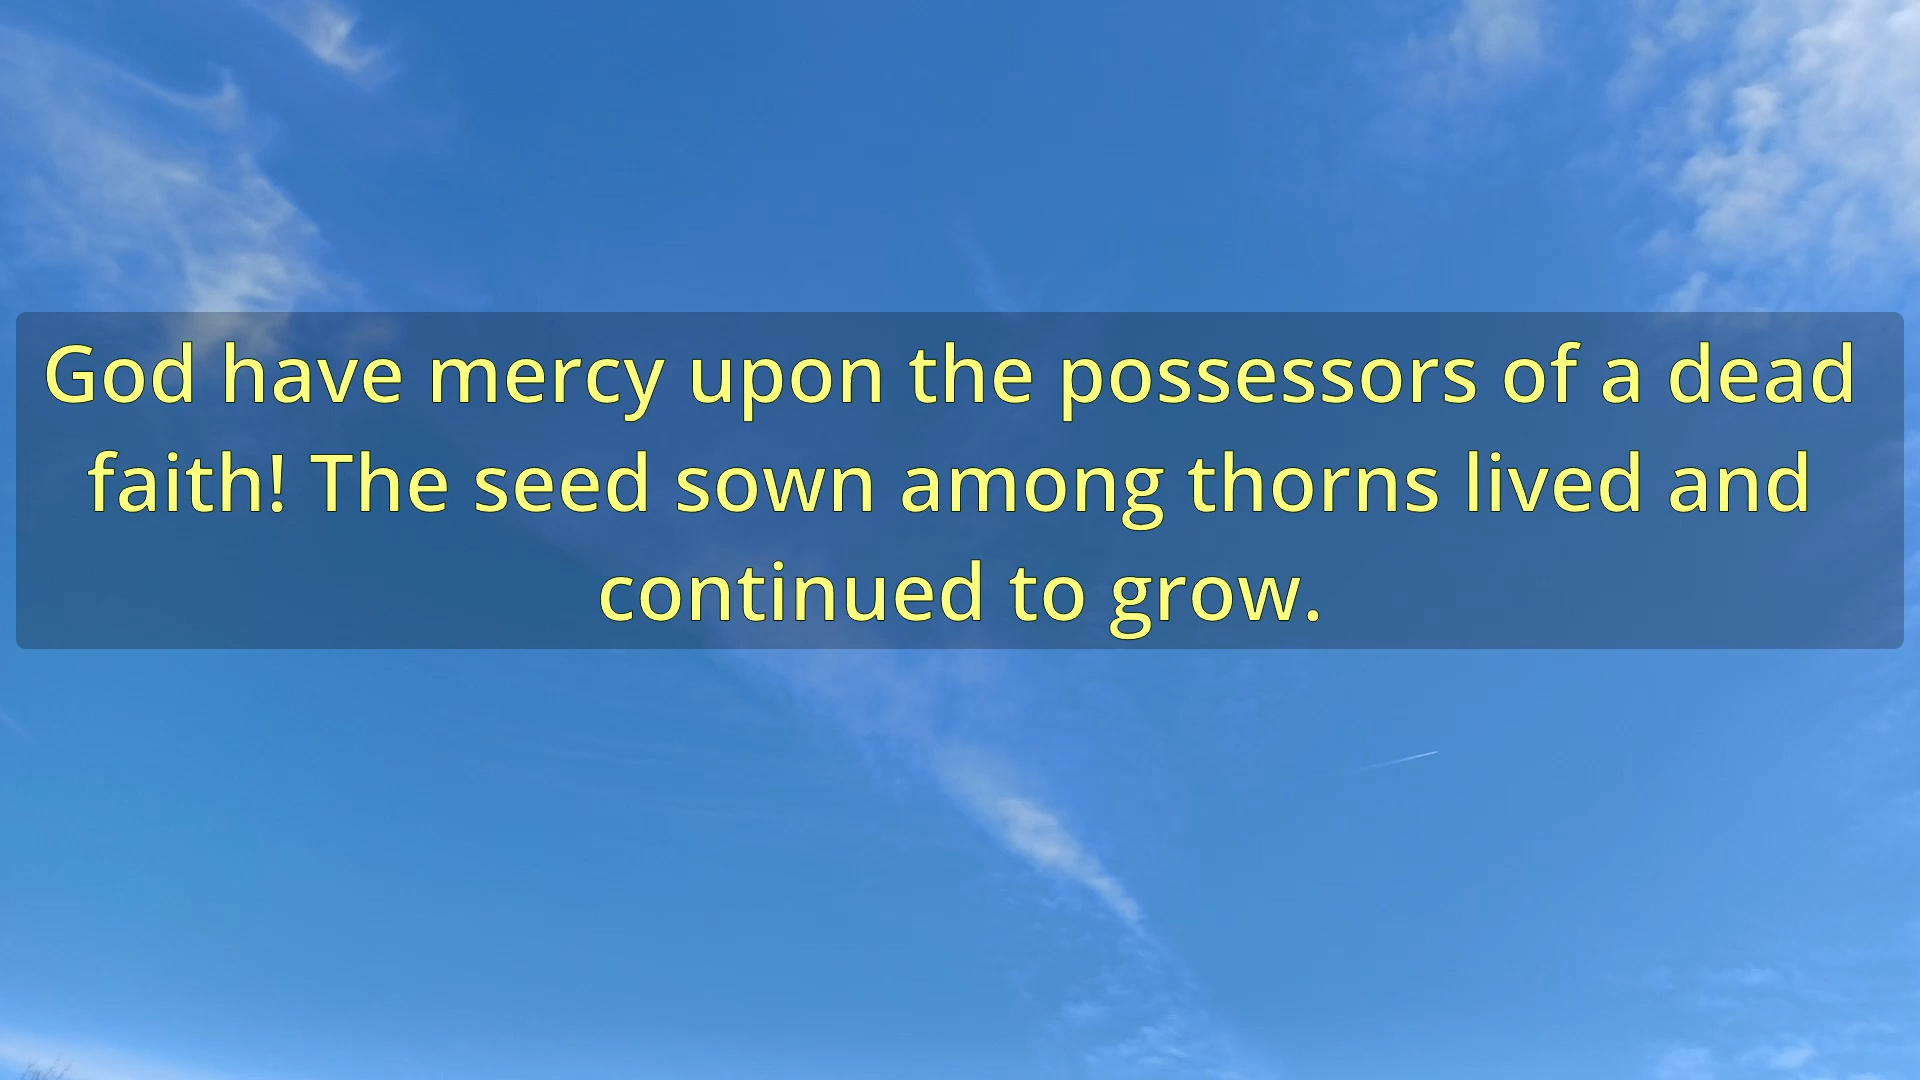 God have mercy upon the possessors of a dead
faith! The seed sown among thorns lived and
continued to grow.